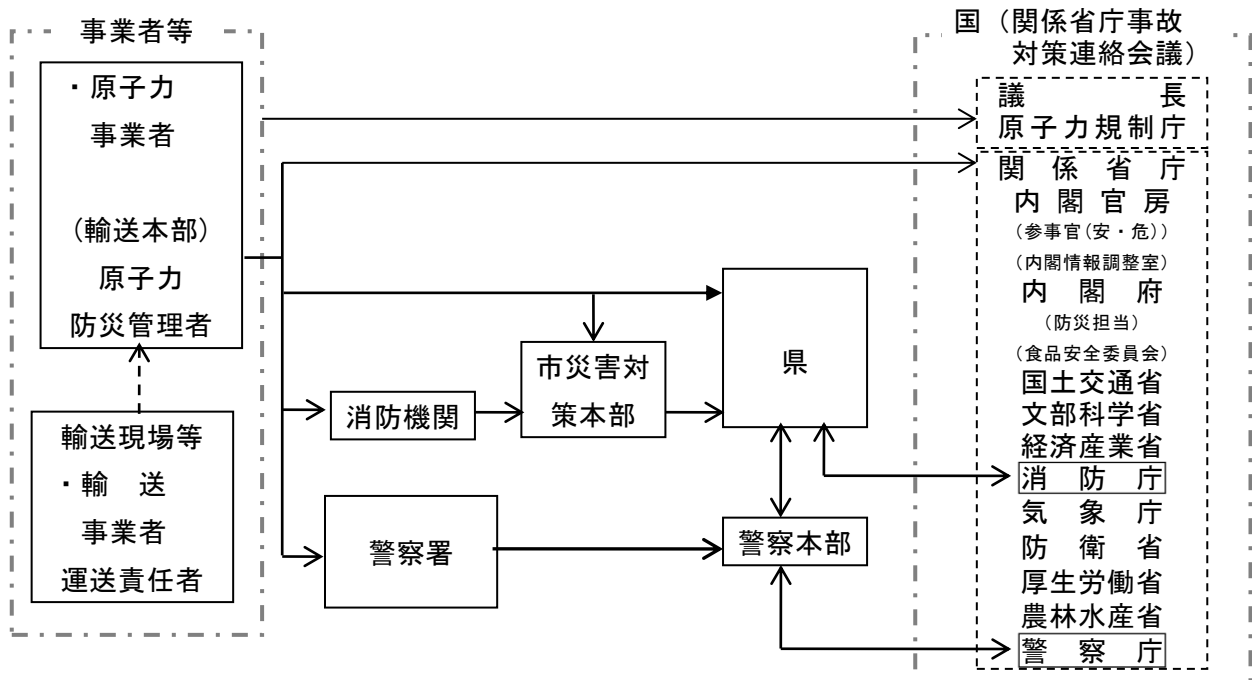 事業者等
・原子力
事業者
(輸送本部)
原子力
防災管理者
輸送現場等
・輸　送
事業者
運送責任者
消防機関
警察署
市災害対
策本部
県
警察本部
国（関係省庁事故
対策連絡会議）
議　　　長
原子力規制庁
関　係　省　庁
内　閣　官　房
（参事官(安・危)）
（内閣情報調整室）
内　閣　府
（防災担当）
（食品安全委員会）
国土交通省
文部科学省
経済産業省
消　防　庁
気　象　庁
防　衛　省
厚生労働省
農林水産省
警　察　庁